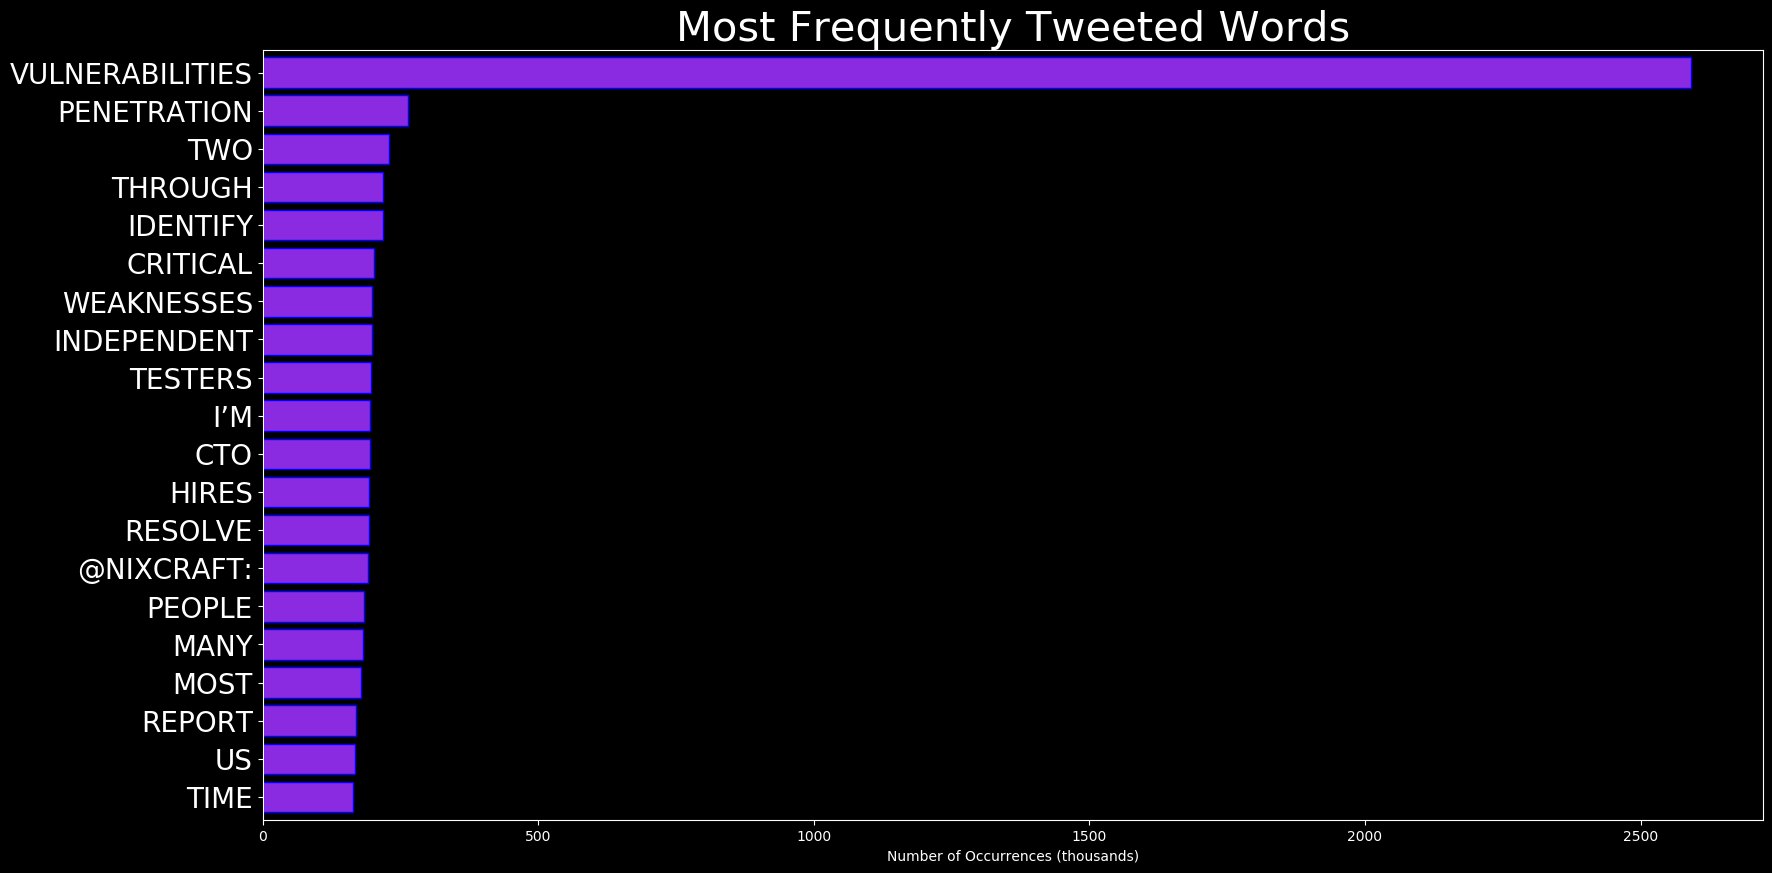 Most Frequently Tweeted Words
VULNERABILITIES
PENETRATION
TWO
THROUGH
IDENTIFY
CRITICAL
WEAKNESSES
INDEPENDENT
TESTERS
I’M
CTO
HIRES
RESOLVE
@NIXCRAFT:
PEOPLE
MANY
MOST
REPORT
US
TIME
0 500 1000 1500 2000 2500
Number of Occurrences (thousands)